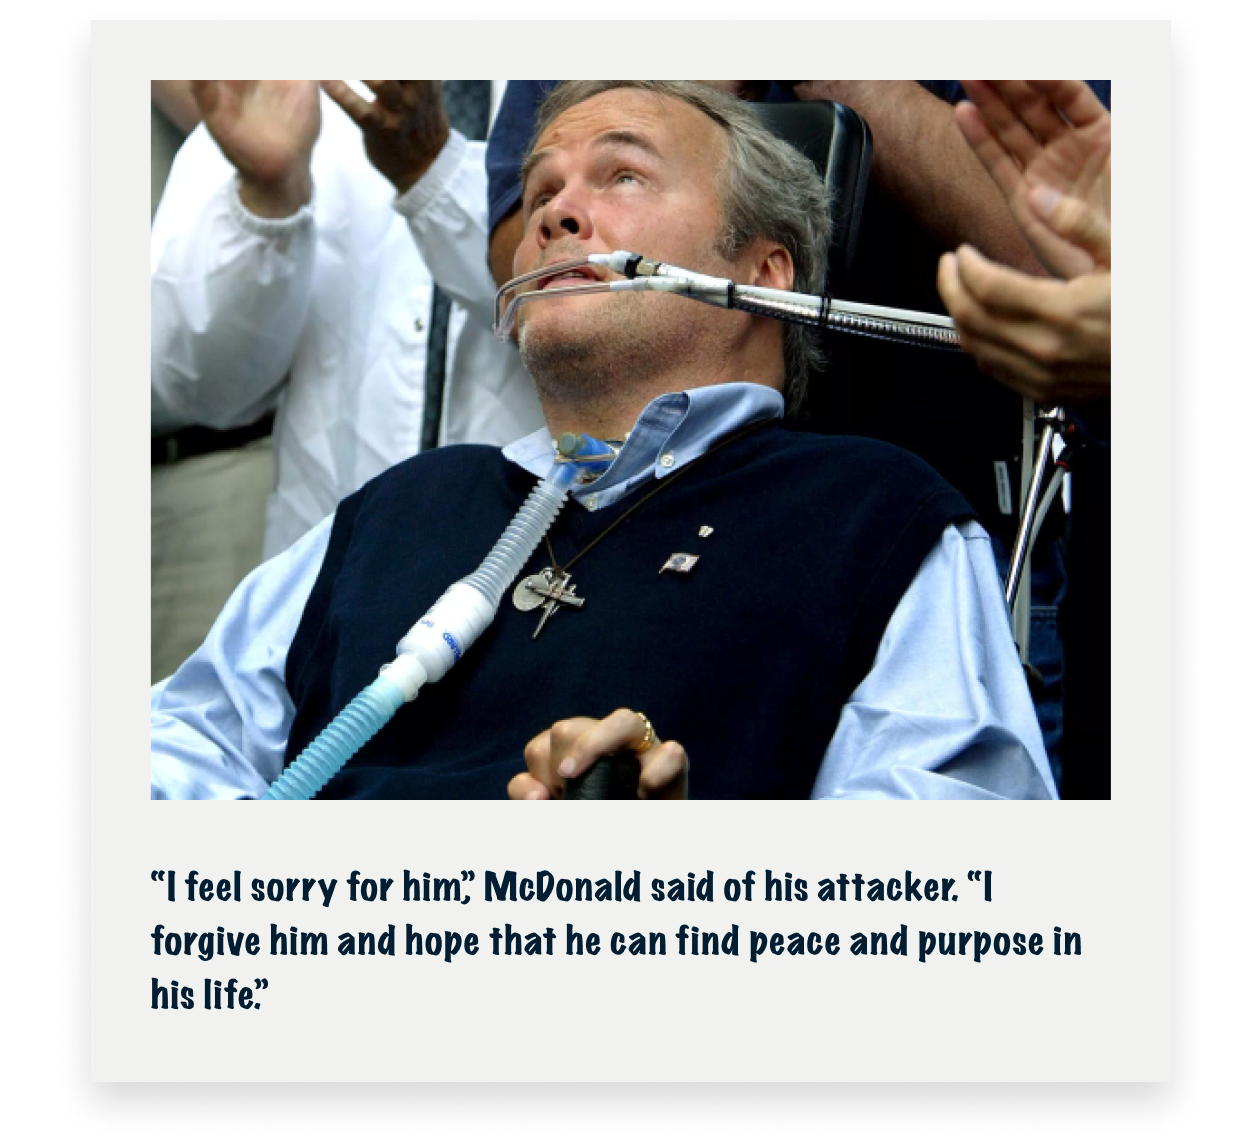 “I feel sorry for him,” McDonald said of his attacker. “I
forgive him and hope that he can find peace and purpose in
his life.”